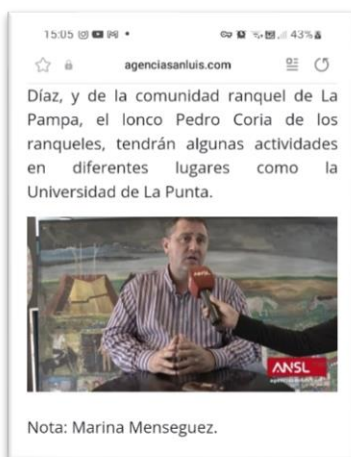 15:05
43%
agenciasanluis.com
Díaz, y de la comunidad ranquel de La
Pampa, el lonco Pedro Coria de los
ranqueles, tendrán algunas actividades
en diferentes lugares como la
Universidad de La Punta.
ANSL
ANSL
Nota: Marina Menseguez.